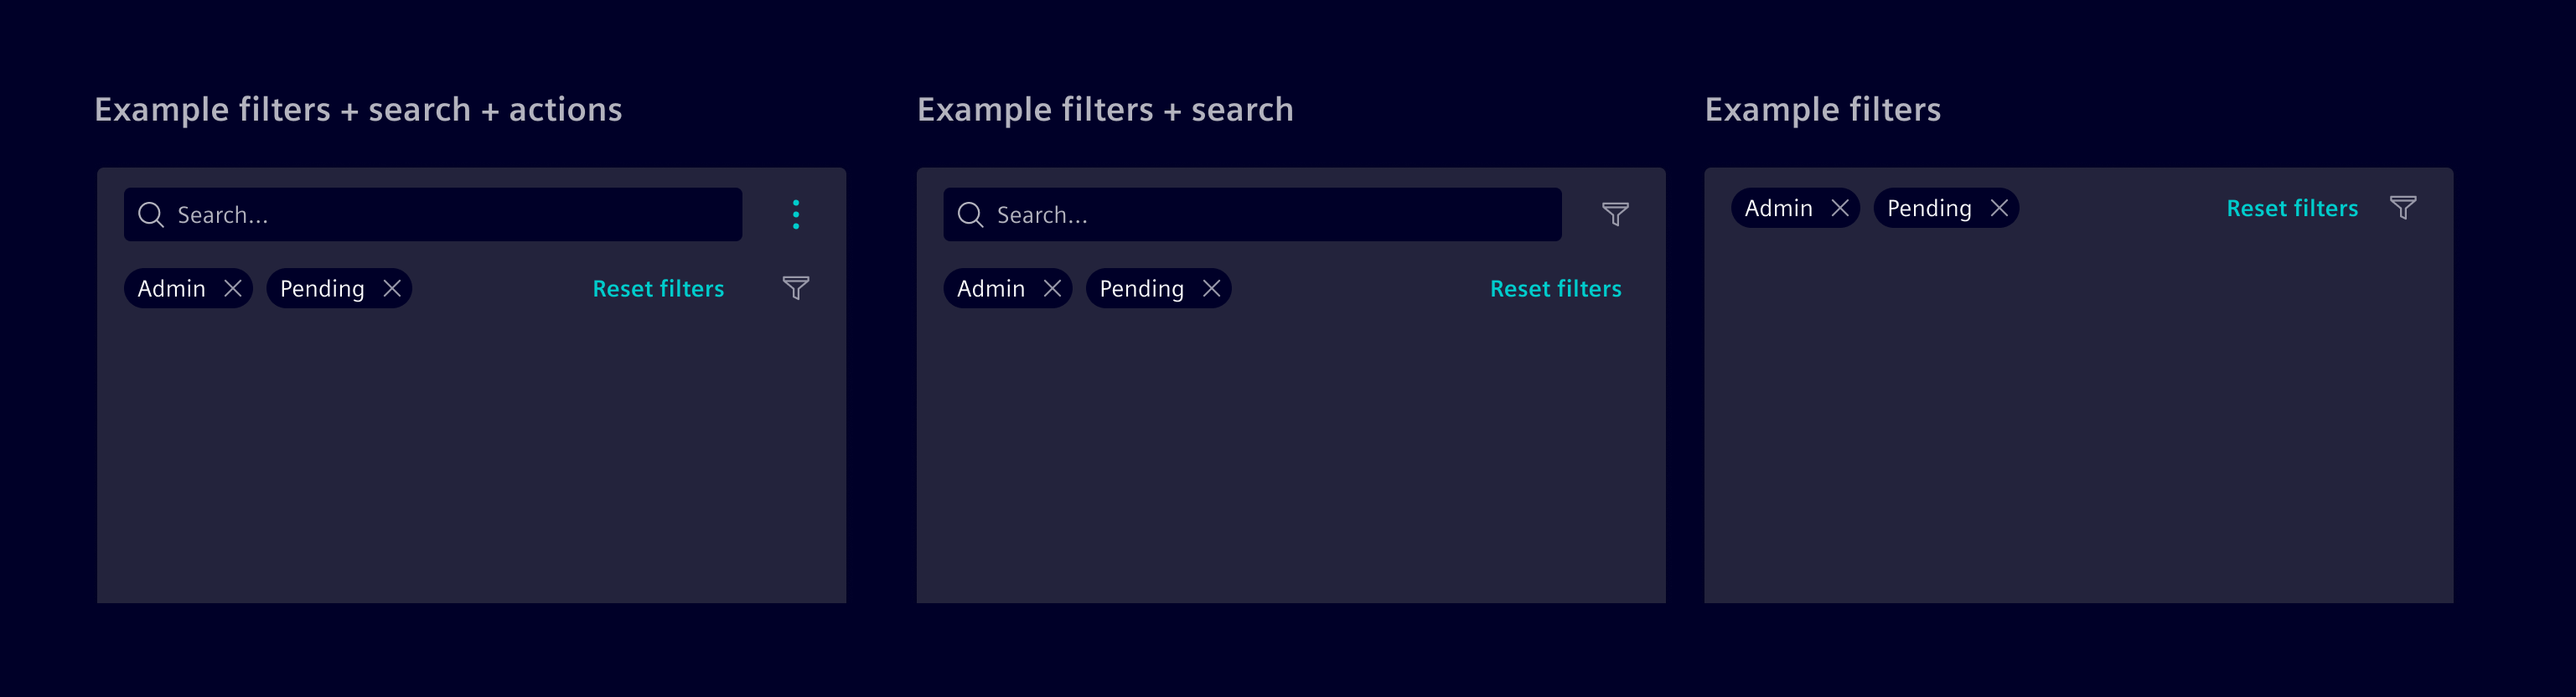 Example filters + search + actions
Search...
Admin
Pending
Reset filters
Example filters + search
Search...
Admin
Pending
Reset filters
Example filters
Admin
Pending
Reset filters